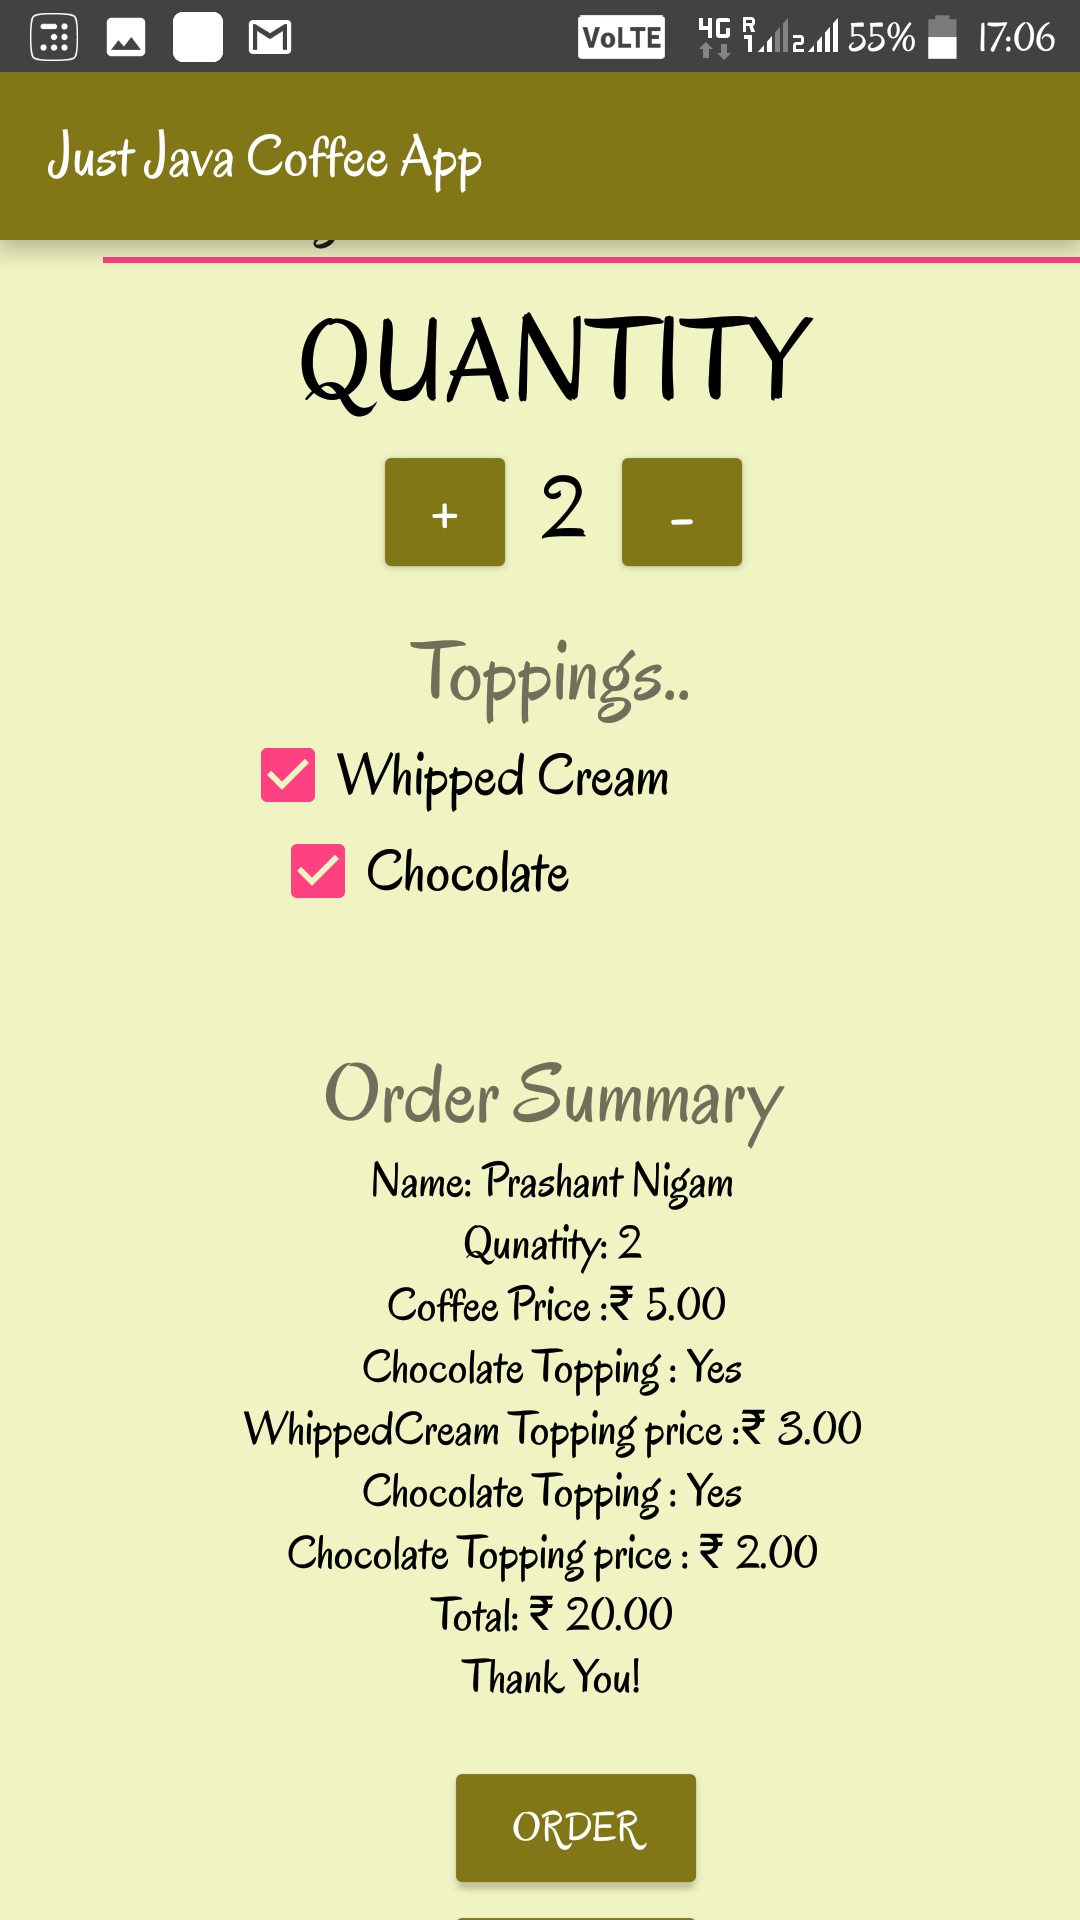 VoLTE 4G R 1 2 55% 17:06
Just Java Coffee App
QUANTITY
+ 2 -
Toppings..
Whipped Cream
Chocolate
Order Summary
Name: Prashant Nigam
Qunatity: 2
Coffee Price :₹ 5.00
Chocolate Topping : Yes
WhippedCream Topping price :₹ 3.00
Chocolate Topping : Yes
Chocolate Topping price : ₹ 2.00
Total: ₹ 20.00
Thank You!
ORDER